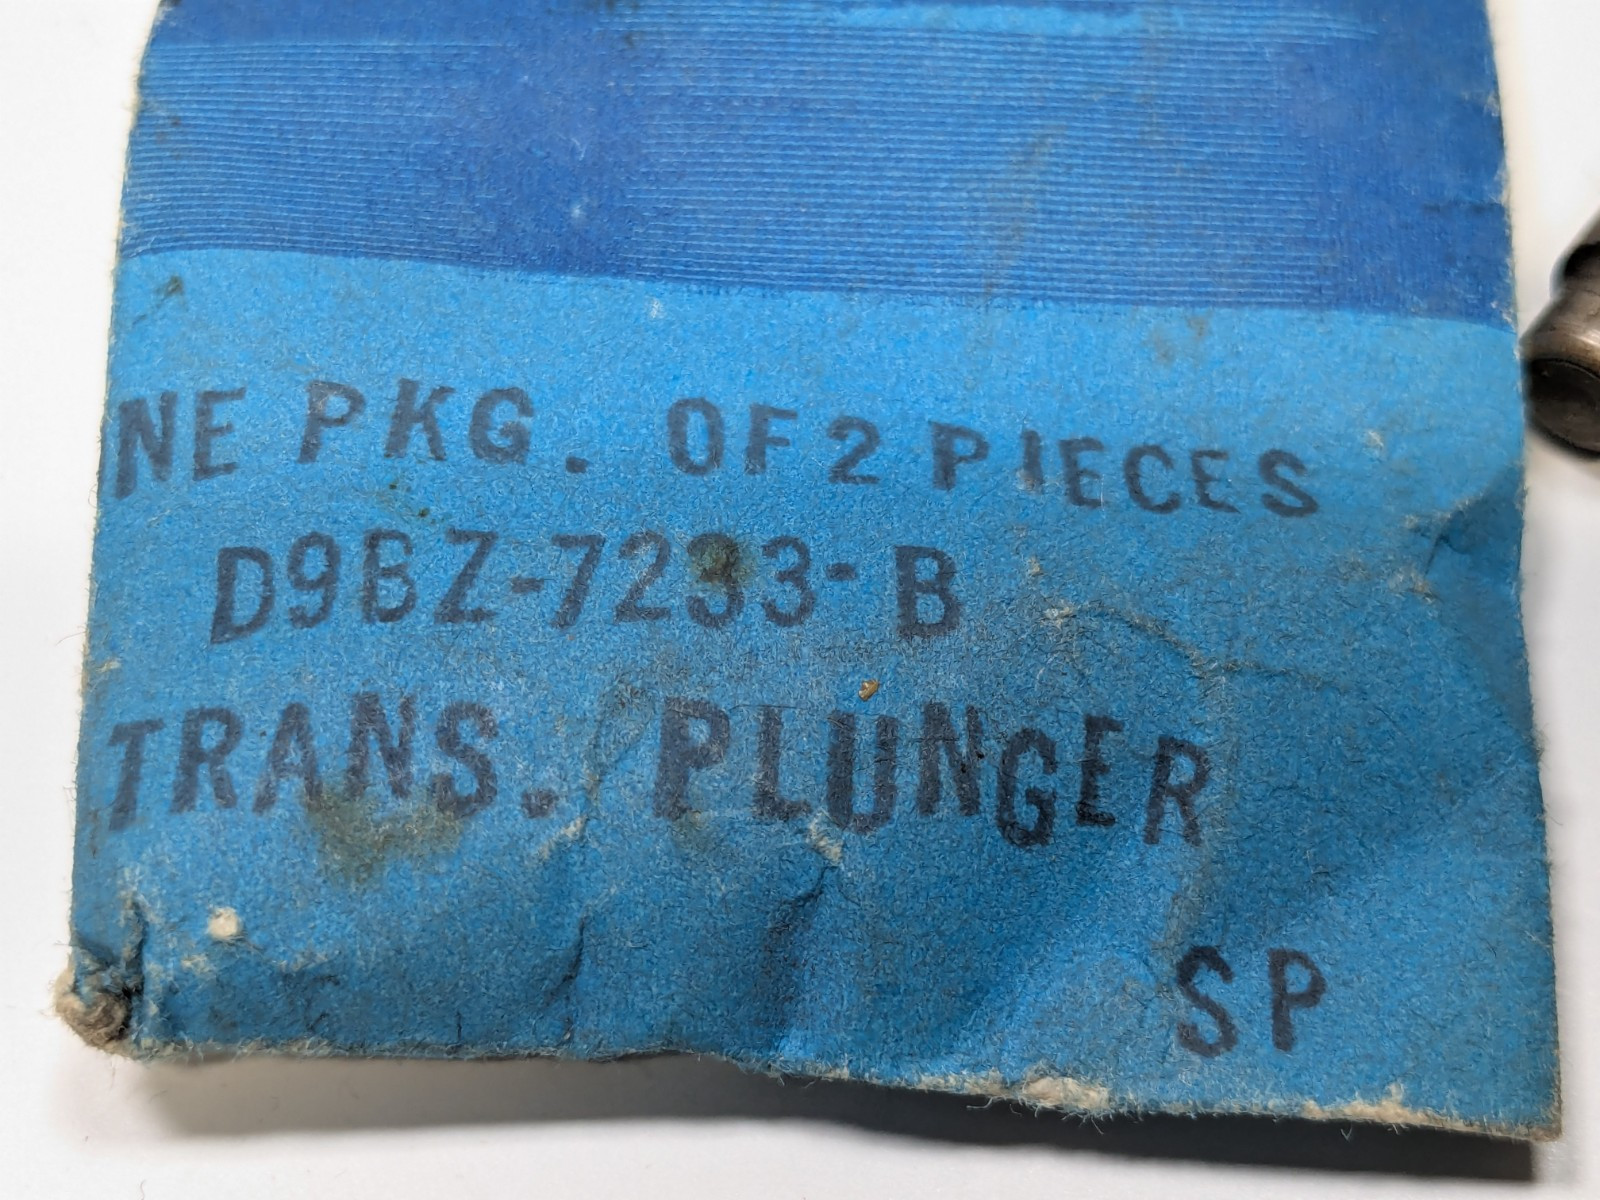 NE PKG. OF 2 PIECES
D9BZ-7233-B
TRANS. PLUNGER
SP